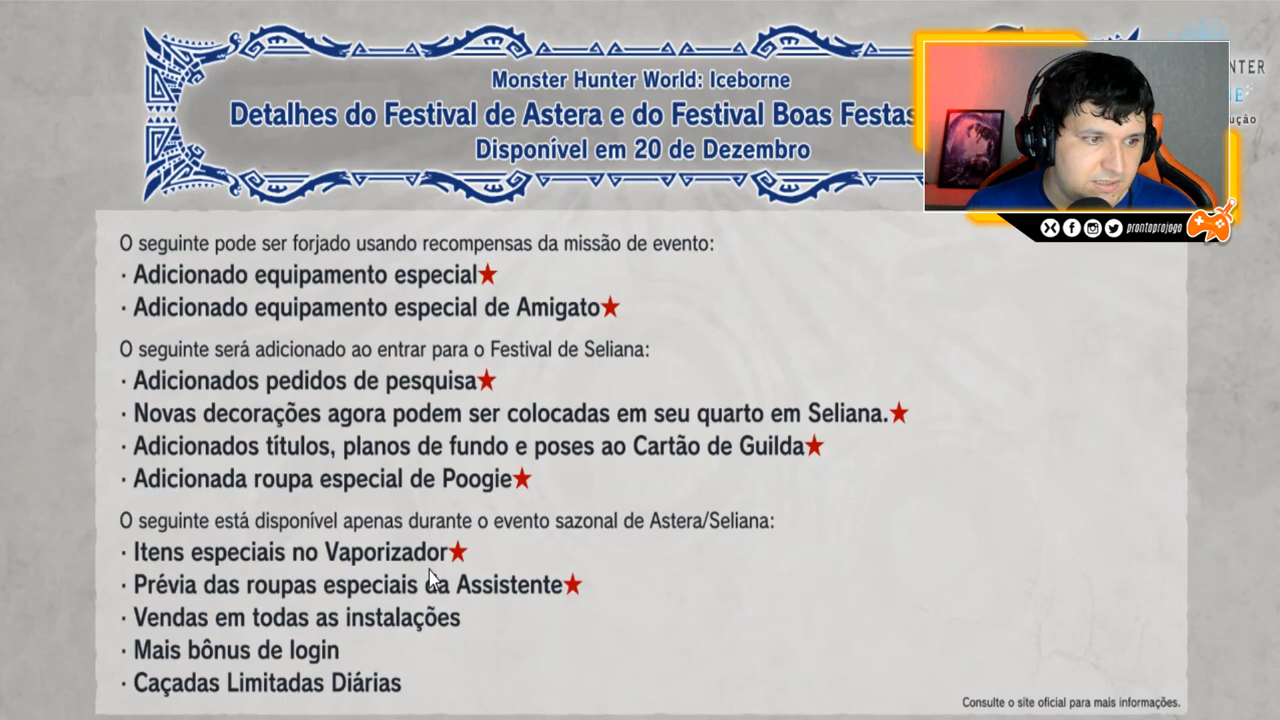 Monster Hunter World: Iceborne
Detalhes do Festival de Astera e do Festival Boas Festas
Disponível em 20 de Dezembro
prontoprojogo
O seguinte pode ser forjado usando recompensas da missão de evento:
· Adicionado equipamento especial★
· Adicionado equipamento especial de Amigato★
O seguinte será adicionado ao entrar para o Festival de Seliana:
· Adicionados pedidos de pesquisa★
· Novas decorações agora podem ser colocadas em seu quarto em Seliana.★
· Adicionados títulos, planos de fundo e poses ao Cartão de Guilda★
· Adicionada roupa especial de Poogie★
O seguinte está disponível apenas durante o evento sazonal de Astera/Seliana:
· Itens especiais no Vaporizador★
· Prévia das roupas especiais da Assistente★
· Vendas em todas as instalações
· Mais bônus de login
· Caçadas Limitadas Diárias
Consulte o site oficial para mais informações.